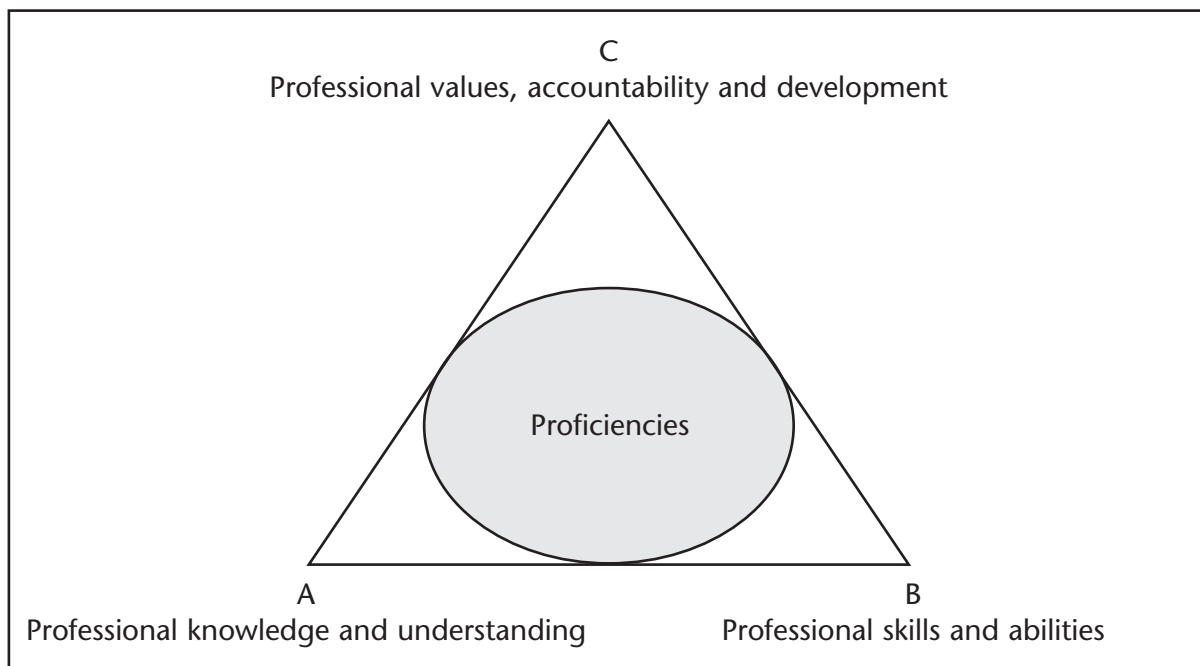 C
Professional values, accountability and development
Proficiencies
A
B
Professional knowledge and understanding
Professional skills and abilities